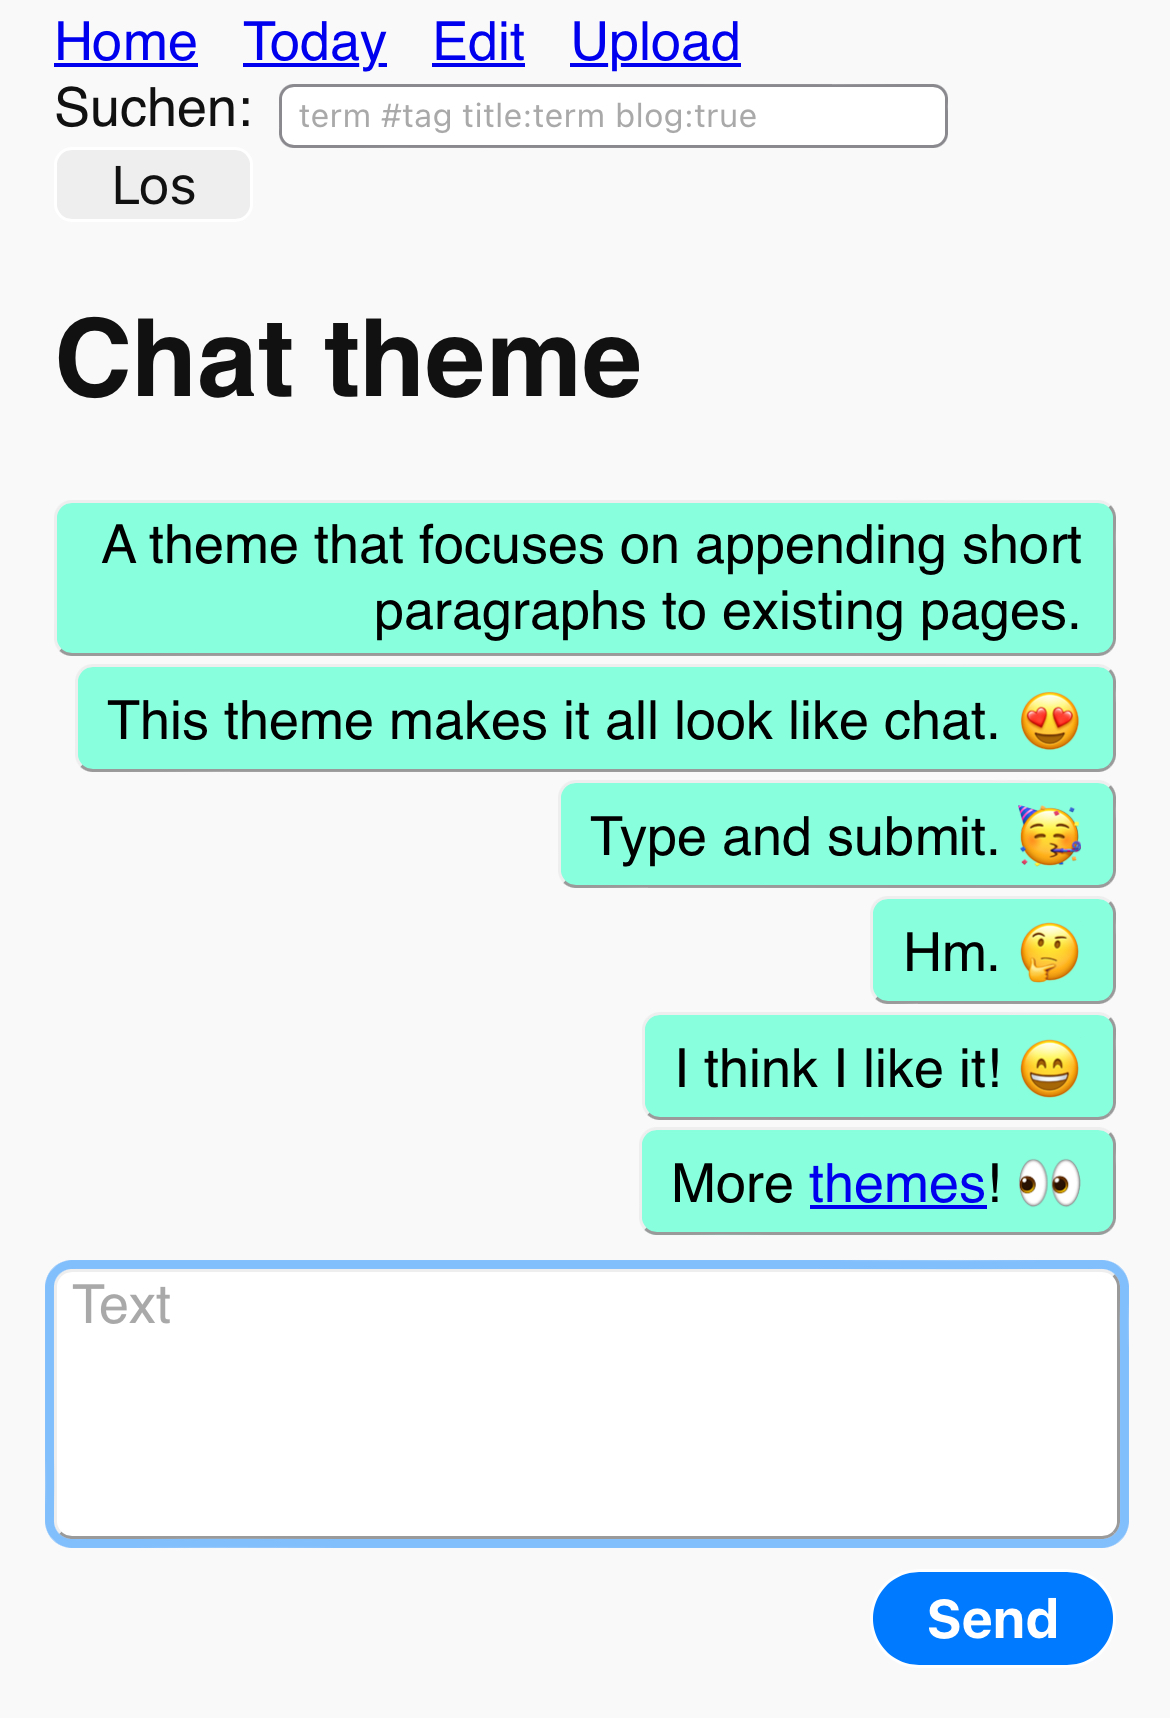 Home Today Edit Upload
Suchen: term #tag title:term blog:true
Los
Chat theme
A theme that focuses on appending short
paragraphs to existing pages.
This theme makes it all look like chat. 😍
Type and submit. 🥳
Hm. 🤔
I think I like it! 😄
More themes! 👀
Text
Send